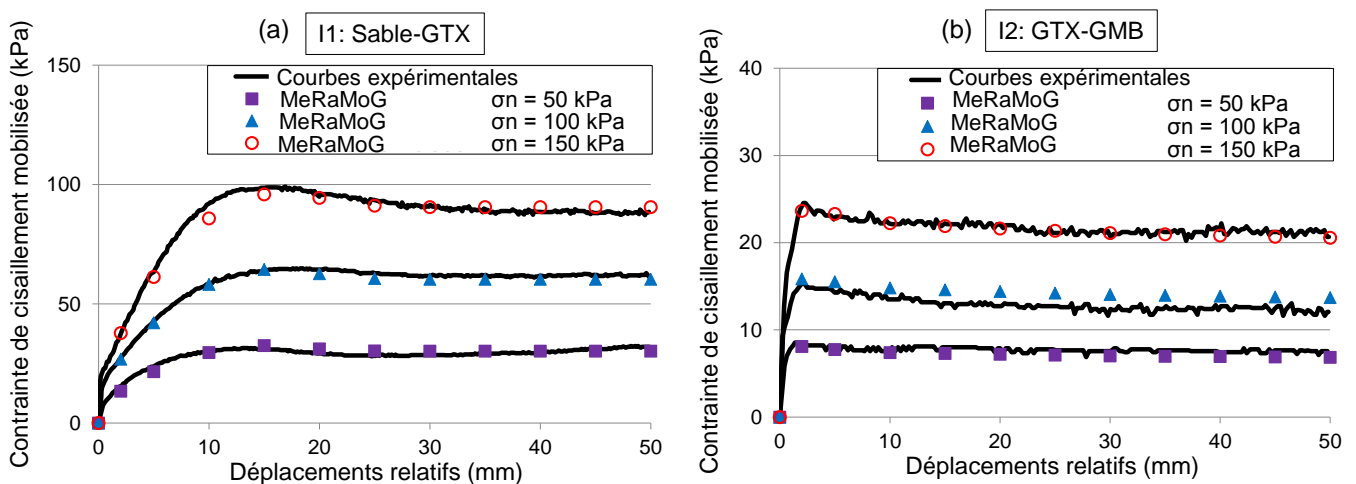 (a) I1: Sable-GTX
Contrainte de cisaillement mobilisée (kPa)
150
100
50
0
Courbes expérimentales
MeRaMoG σn = 50 kPa
MeRaMoG σn = 100 kPa
MeRaMoG σn = 150 kPa
0 10 20 30 40 50
Déplacements relatifs (mm)
(b) I2: GTX-GMB
Contrainte de cisaillement mobilisée (kPa)
40
30
20
10
0
Courbes expérimentales
MeRaMoG σn = 50 kPa
MeRaMoG σn = 100 kPa
MeRaMoG σn = 150 kPa
0 10 20 30 40 50
Déplacements relatifs (mm)